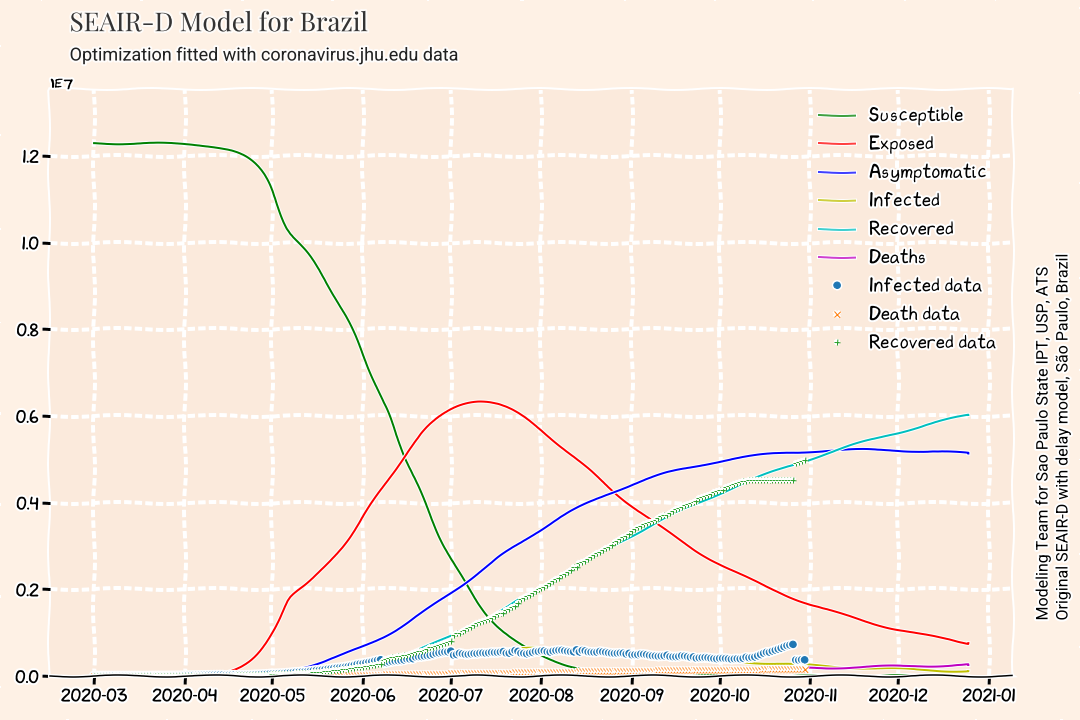 SEAIR-D Model for Brazil
Optimization fitted with coronavirus.jhu.edu data
1E7
1.2
1.0
0.8
0.6
0.4
0.2
0.0
2020-03
2020-04
2020-05
2020-06
2020-07
2020-08
2020-09
2020-10
2020-11
2020-12
2021-01
Susceptible
Exposed
Asymptomatic
Infected
Recovered
Deaths
Infected data
Death data
Recovered data
Modeling Team for Sao Paulo State IPT, USP, ATS
Original SEAIR-D with delay model, São Paulo, Brazil